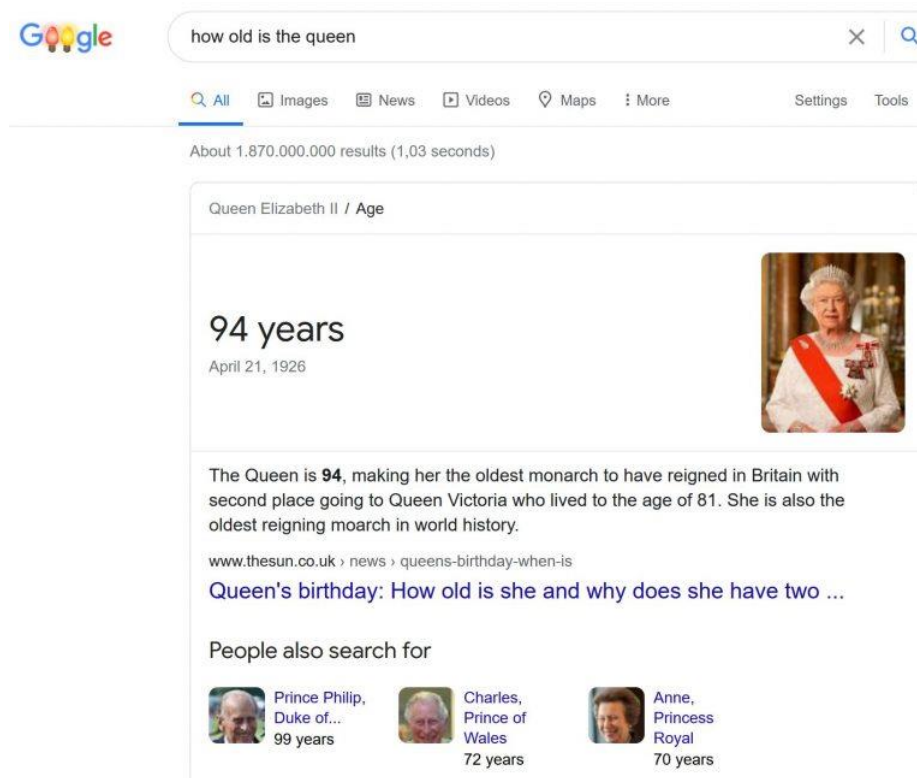 Google
how old is the queen
All Images News Videos Maps More Settings Tools
About 1.870.000.000 results (1,03 seconds)
Queen Elizabeth II / Age
94 years
April 21, 1926
The Queen is 94, making her the oldest monarch to have reigned in Britain with
second place going to Queen Victoria who lived to the age of 81. She is also the
oldest reigning moarch in world history.
www.thesun.co.uk › news › queens-birthday-when-is
Queen's birthday: How old is she and why does she have two ...
People also search for
Prince Philip,
Duke of...
99 years
Charles,
Prince of
Wales
72 years
Anne,
Princess
Royal
70 years